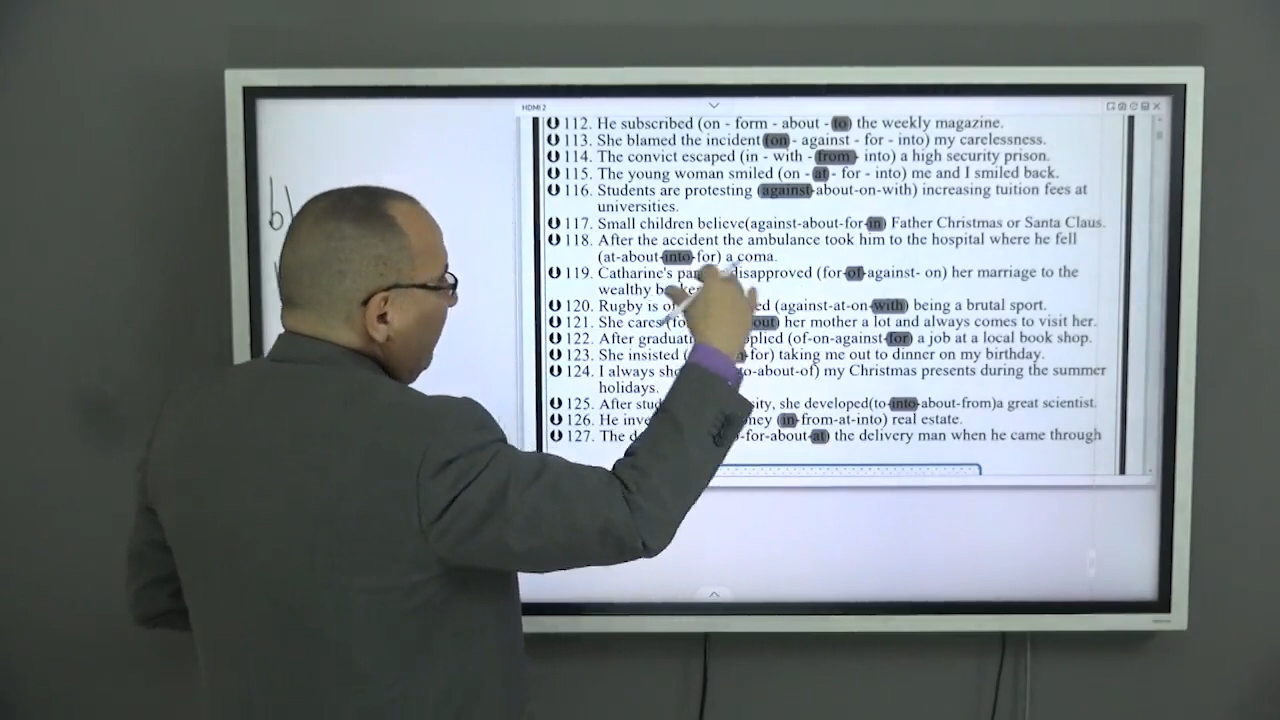 HDMI 2
b)
112. He subscribed (on - form - about - to) the weekly magazine.
113. She blamed the incident (on - against - for - into) my carelessness.
114. The convict escaped (in - with - from - into) a high security prison.
115. The young woman smiled (on - at - for - into) me and I smiled back.
116. Students are protesting (against-about-on-with) increasing tuition fees at
universities.
117. Small children believe(against-about-for-in) Father Christmas or Santa Claus.
118. After the accident the ambulance took him to the hospital where he fell
(at-about-into-for) a coma.
119. Catharine's disapproved (for-of-against- on) her marriage to the
wealthy
120. Rugby is (against-at-on-with) being a brutal sport.
121. She cares her mother a lot and always comes to visit her.
122. After (of-on-against-for) a job at a local book shop.
123. She insisted -for) taking me out to dinner on my birthday.
124. I always -about-of) my Christmas presents during the summer
holidays.
125. After she developed(to-into-about-from)a great scientist.
126. He (in-from-at-into) real estate.
127. The -for-about-at) the delivery man when he came through